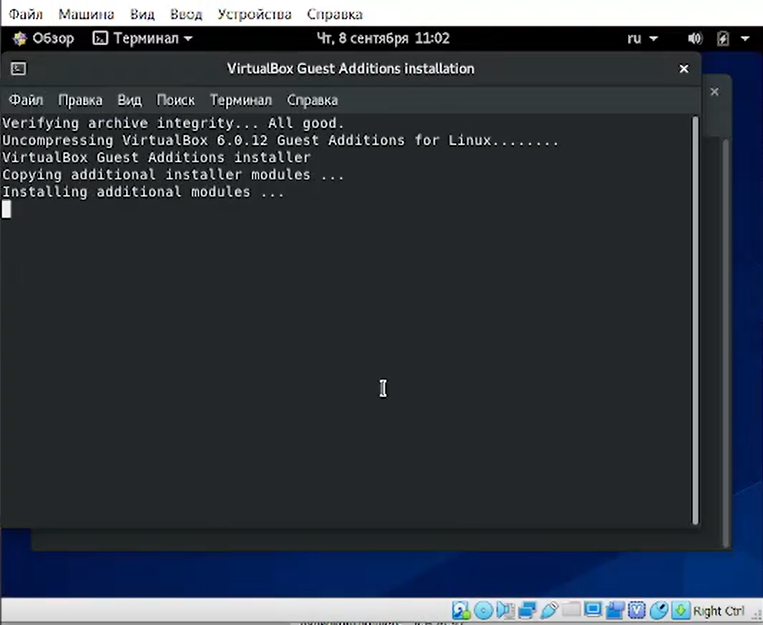 Файл Машина Вид Ввод Устройства Справка
Обзор Терминал Чт, 8 сентября 11:02 ru
VirtualBox Guest Additions installation
Файл Правка Вид Поиск Терминал Справка
Verifying archive integrity... All good.
Uncompressing VirtualBox 6.0.12 Guest Additions for Linux........
VirtualBox Guest Additions installer
Copying additional installer modules ...
Installing additional modules ...
Right Ctrl